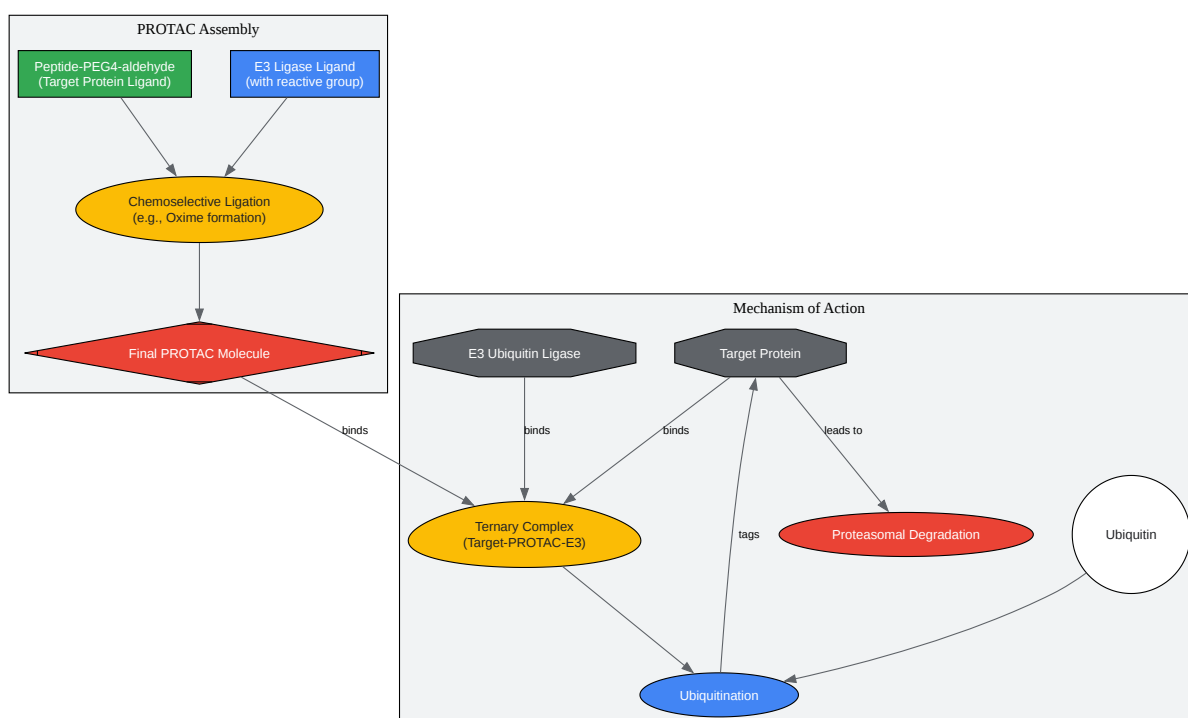 PROTAC Assembly
Peptide-PEG4-aldehyde
(Target Protein Ligand)
E3 Ligase Ligand
(with reactive group)
Chemoselective Ligation
(e.g., Oxime formation)
Final PROTAC Molecule
Mechanism of Action
E3 Ubiquitin Ligase
Target Protein
binds
binds
binds
leads to
Ternary Complex
(Target-PROTAC-E3)
tags
Proteasomal Degradation
Ubiquitin
Ubiquitination